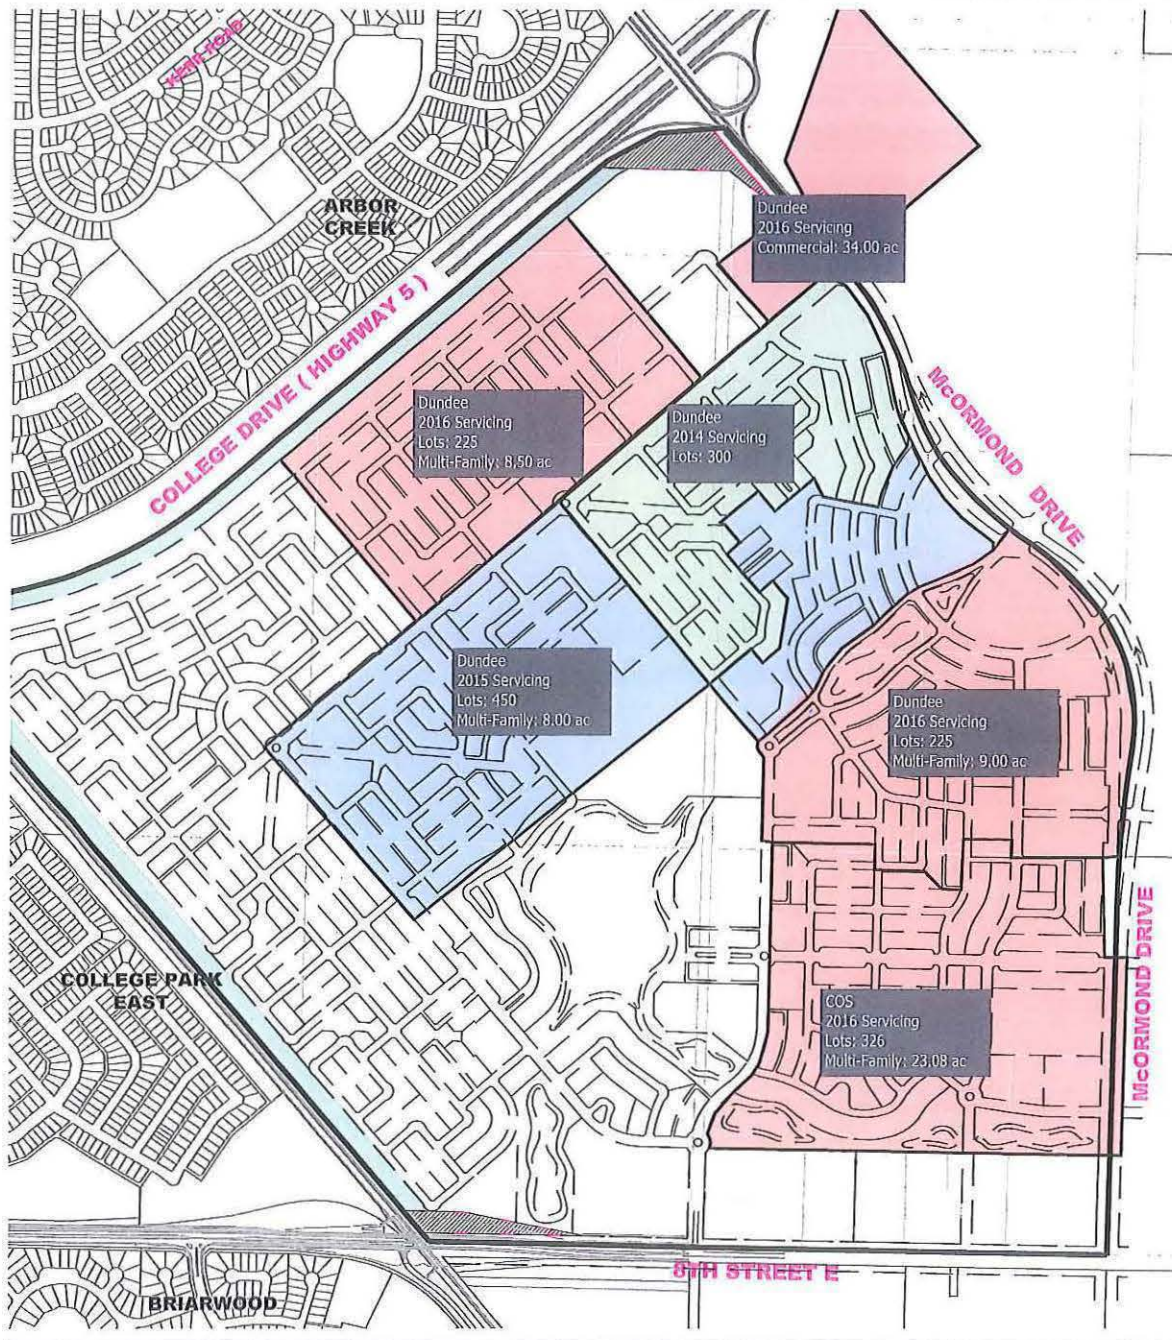 KERR ROAD
ARBOR
CREEK
Dundee
2016 Servicing
Commercial: 34.00 ac
COLLEGE DRIVE ( HIGHWAY 5 )
Dundee
2016 Servicing
Lots: 225
Multi-Family: 8.50 ac
Dundee
2014 Servicing
Lots: 300
McORMOND DRIVE
Dundee
2015 Servicing
Lots: 450
Multi-Family: 8.00 ac
Dundee
2016 Servicing
Lots: 225
Multi-Family: 9.00 ac
COLLEGE PARK
EAST
COS
2016 Servicing
Lots: 326
Multi-Family: 23.08 ac
McORMOND DRIVE
8TH STREET E
BRIARWOOD